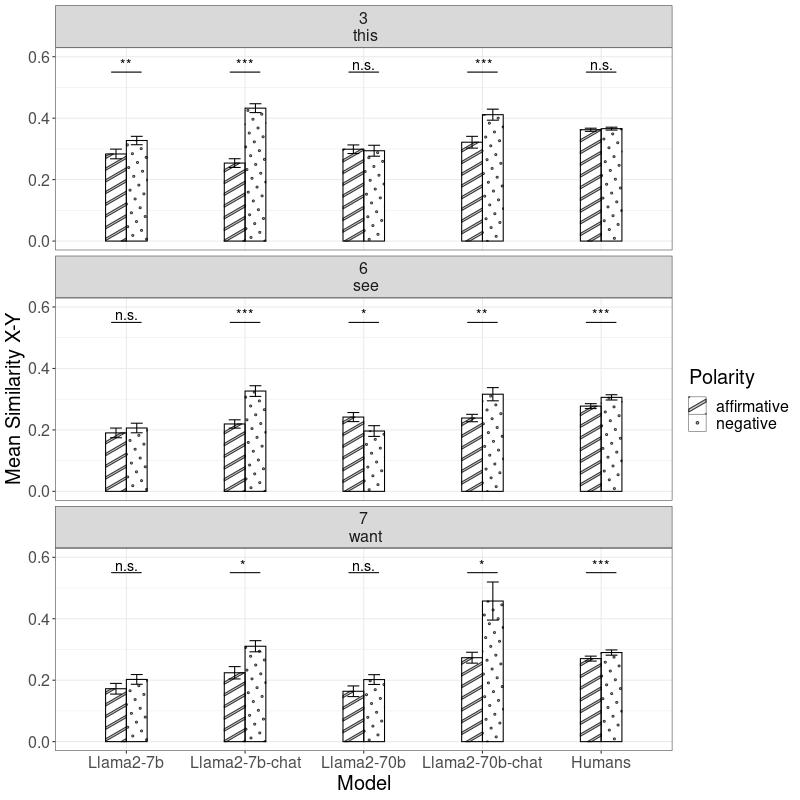 3
this
0.6
0.4
0.2
0.0
** *** n.s. *** n.s.
6
see
0.6
0.4
0.2
0.0
n.s. *** * ** ***
7
want
0.6
0.4
0.2
0.0
n.s. * n.s. * ***
Llama2-7b Llama2-7b-chat Llama2-70b Llama2-70b-chat Humans
Model
Mean Similarity X-Y
Polarity
affirmative
negative